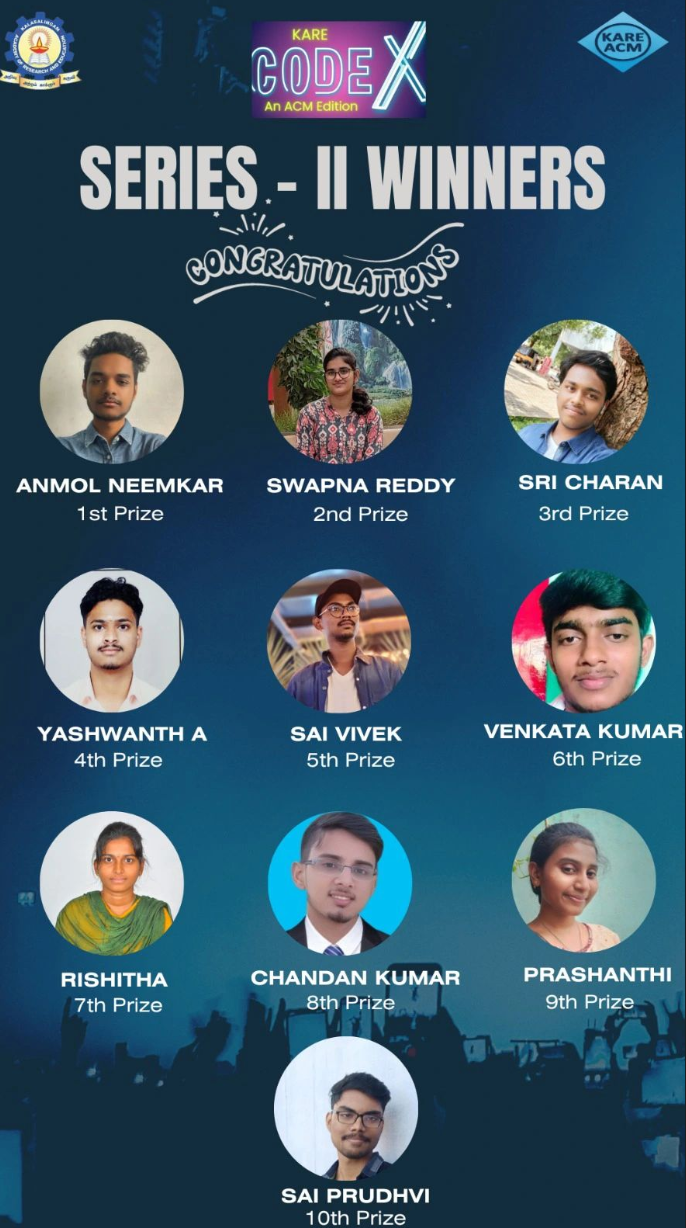 KARE
CODEX
An ACM Edition
KARE
ACM
SERIES - II WINNERS
CONGRATULATIONS
ANMOL NEEMKAR
1st Prize
SWAPNA REDDY
2nd Prize
SRI CHARAN
3rd Prize
YASHWANTH A
4th Prize
SAI VIVEK
5th Prize
VENKATA KUMAR
6th Prize
RISHITHA
7th Prize
CHANDAN KUMAR
8th Prize
PRASHANTHI
9th Prize
SAI PRUDHVI
10th Prize